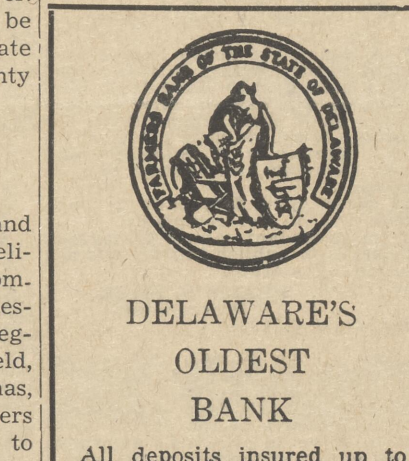 be
ate
nty
and
eli-
om-
es-
eg-
eld,
nas,
ers
to
FARMERS BANK OF THE STATE OF DELAWARE
DELAWARE'S
OLDEST
BANK
All deposits insured up to